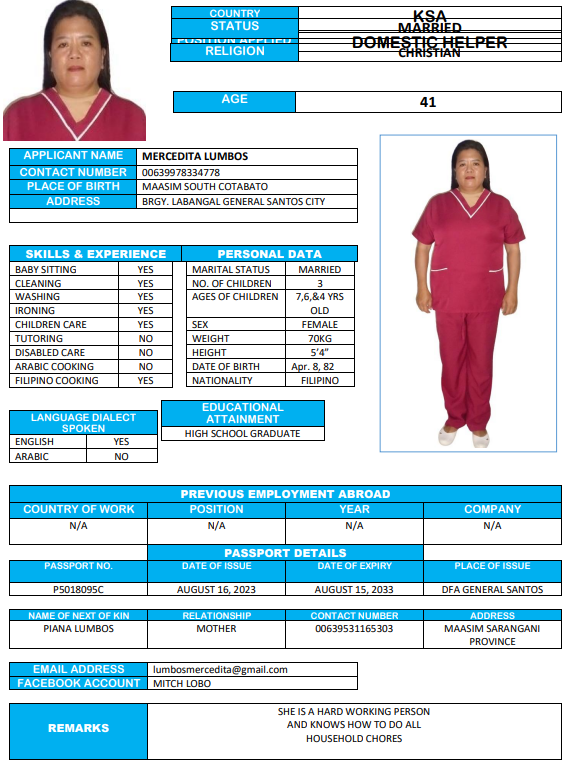 COUNTRY KSA
STATUS MARRIED
POSITION APPLIED DOMESTIC HELPER
RELIGION CHRISTIAN
AGE 41
APPLICANT NAME MERCEDITA LUMBOS
CONTACT NUMBER 00639978334778
PLACE OF BIRTH MAASIM SOUTH COTABATO
ADDRESS BRGY. LABANGAL GENERAL SANTOS CITY
SKILLS & EXPERIENCE
BABY SITTING YES
CLEANING YES
WASHING YES
IRONING YES
CHILDREN CARE YES
TUTORING NO
DISABLED CARE NO
ARABIC COOKING NO
FILIPINO COOKING YES
PERSONAL DATA
MARITAL STATUS MARRIED
NO. OF CHILDREN 3
AGES OF CHILDREN 7,6,&4 YRS
OLD
SEX FEMALE
WEIGHT 70KG
HEIGHT 5’4”
DATE OF BIRTH Apr. 8, 82
NATIONALITY FILIPINO
LANGUAGE DIALECT
SPOKEN
ENGLISH YES
ARABIC NO
EDUCATIONAL
ATTAINMENT
HIGH SCHOOL GRADUATE
PREVIOUS EMPLOYMENT ABROAD
COUNTRY OF WORK POSITION YEAR COMPANY
N/A N/A N/A N/A
PASSPORT DETAILS
PASSPORT NO. DATE OF ISSUE DATE OF EXPIRY PLACE OF ISSUE
P5018095C AUGUST 16, 2023 AUGUST 15, 2033 DFA GENERAL SANTOS
NAME OF NEXT OF KIN RELATIONSHIP CONTACT NUMBER ADDRESS
PIANA LUMBOS MOTHER 00639531165303 MAASIM SARANGANI
PROVINCE
EMAIL ADDRESS lumbosmercedita@gmail.com
FACEBOOK ACCOUNT MITCH LOBO
REMARKS
SHE IS A HARD WORKING PERSON
AND KNOWS HOW TO DO ALL
HOUSEHOLD CHORES